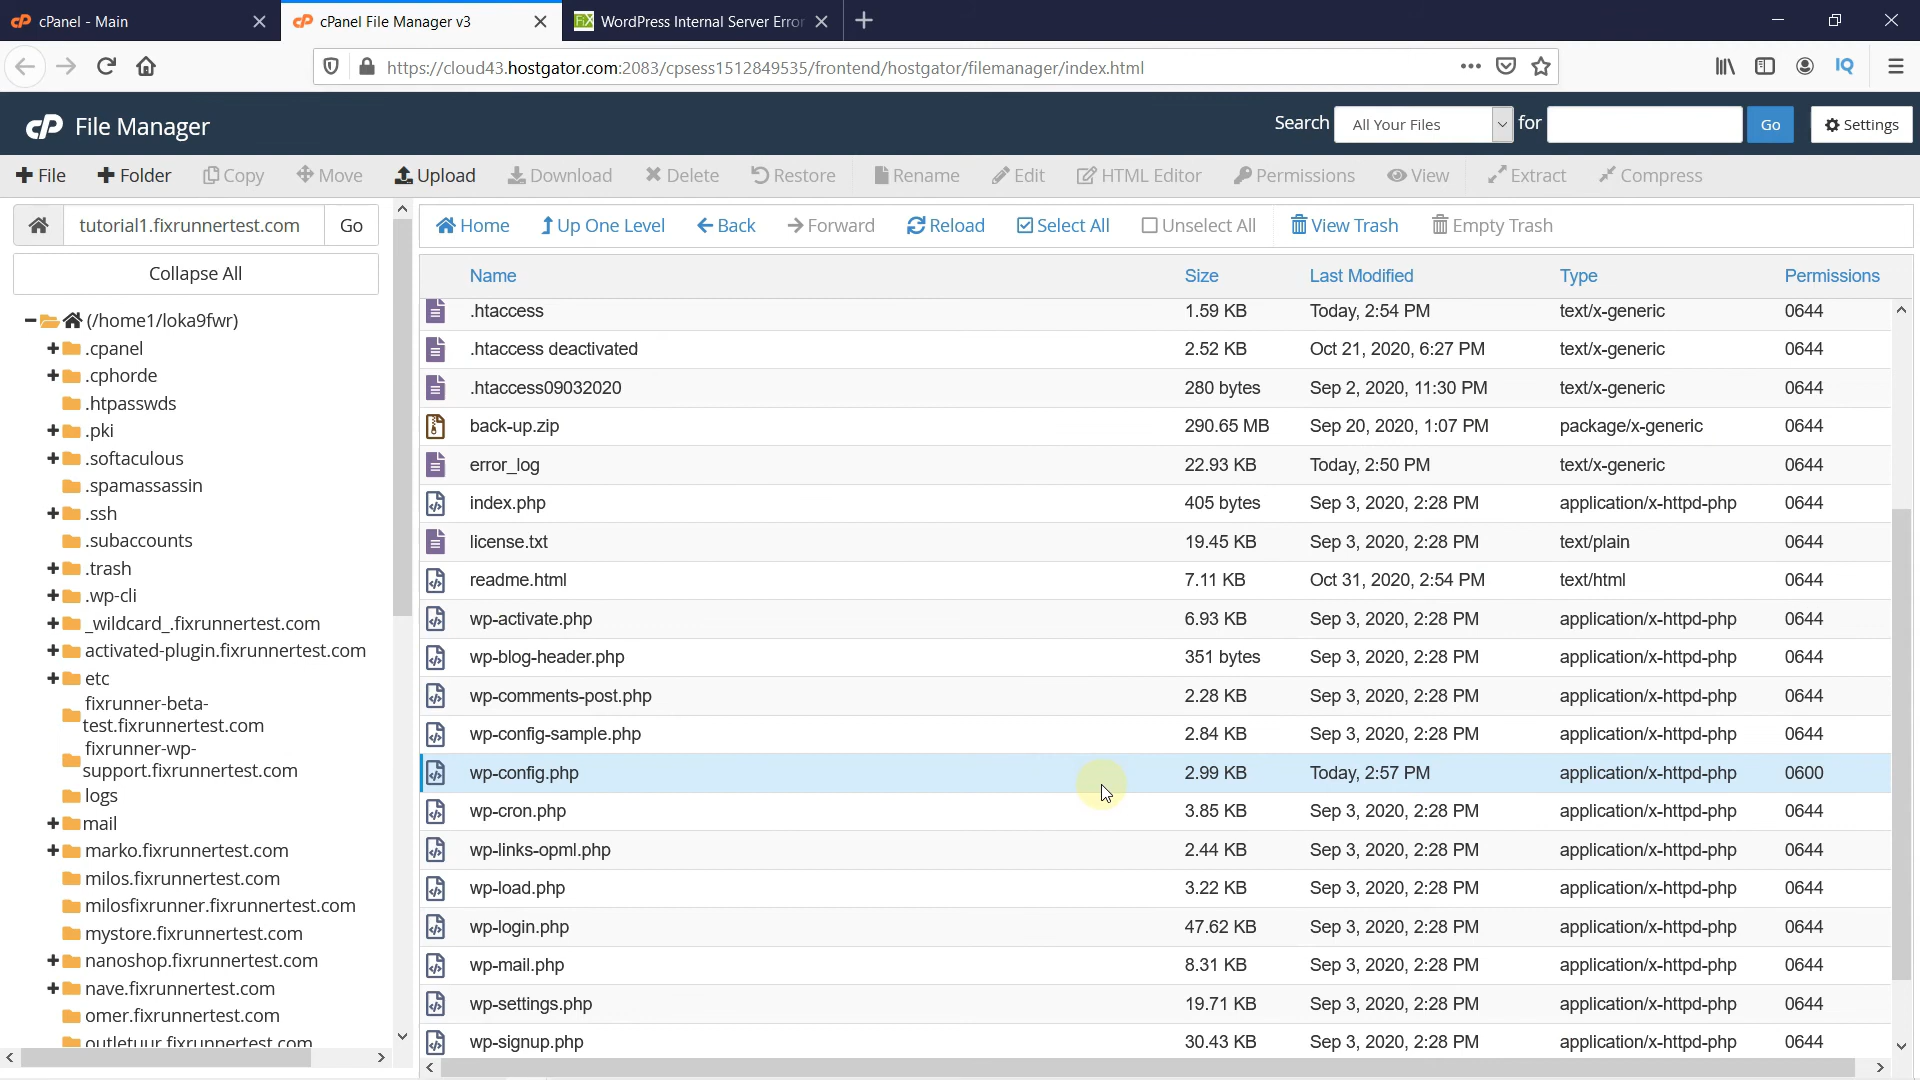 cPanel - Main
cPanel File Manager v3
FiX WordPress Internal Server Error
https://cloud43.hostgator.com:2083/cpsess1512849535/frontend/hostgator/filemanager/index.html
IQ
cP File Manager
Search All Your Files for Go Settings
File Folder Copy Move Upload Download Delete Restore Rename Edit HTML Editor Permissions View Extract Compress
tutorial1.fixrunnertest.com Go
Home Up One Level Back Forward Reload Select All Unselect All View Trash Empty Trash
Collapse All
(/home1/loka9fwr)
.cpanel
.cphorde
.htpasswds
.pki
.softaculous
.spamassassin
.ssh
.subaccounts
.trash
.wp-cli
_wildcard_.fixrunnertest.com
activated-plugin.fixrunnertest.com
etc
fixrunner-beta-
test.fixrunnertest.com
fixrunner-wp-
support.fixrunnertest.com
logs
mail
marko.fixrunnertest.com
milos.fixrunnertest.com
milosfixrunner.fixrunnertest.com
mystore.fixrunnertest.com
nanoshop.fixrunnertest.com
nave.fixrunnertest.com
omer.fixrunnertest.com
outletuur.fixrunnertest.com
Name Size Last Modified Type Permissions
.htaccess 1.59 KB Today, 2:54 PM text/x-generic 0644
.htaccess deactivated 2.52 KB Oct 21, 2020, 6:27 PM text/x-generic 0644
.htaccess09032020 280 bytes Sep 2, 2020, 11:30 PM text/x-generic 0644
back-up.zip 290.65 MB Sep 20, 2020, 1:07 PM package/x-generic 0644
error_log 22.93 KB Today, 2:50 PM text/x-generic 0644
index.php 405 bytes Sep 3, 2020, 2:28 PM application/x-httpd-php 0644
license.txt 19.45 KB Sep 3, 2020, 2:28 PM text/plain 0644
readme.html 7.11 KB Oct 31, 2020, 2:54 PM text/html 0644
wp-activate.php 6.93 KB Sep 3, 2020, 2:28 PM application/x-httpd-php 0644
wp-blog-header.php 351 bytes Sep 3, 2020, 2:28 PM application/x-httpd-php 0644
wp-comments-post.php 2.28 KB Sep 3, 2020, 2:28 PM application/x-httpd-php 0644
wp-config-sample.php 2.84 KB Sep 3, 2020, 2:28 PM application/x-httpd-php 0644
wp-config.php 2.99 KB Today, 2:57 PM application/x-httpd-php 0600
wp-cron.php 3.85 KB Sep 3, 2020, 2:28 PM application/x-httpd-php 0644
wp-links-opml.php 2.44 KB Sep 3, 2020, 2:28 PM application/x-httpd-php 0644
wp-load.php 3.22 KB Sep 3, 2020, 2:28 PM application/x-httpd-php 0644
wp-login.php 47.62 KB Sep 3, 2020, 2:28 PM application/x-httpd-php 0644
wp-mail.php 8.31 KB Sep 3, 2020, 2:28 PM application/x-httpd-php 0644
wp-settings.php 19.71 KB Sep 3, 2020, 2:28 PM application/x-httpd-php 0644
wp-signup.php 30.43 KB Sep 3, 2020, 2:28 PM application/x-httpd-php 0644